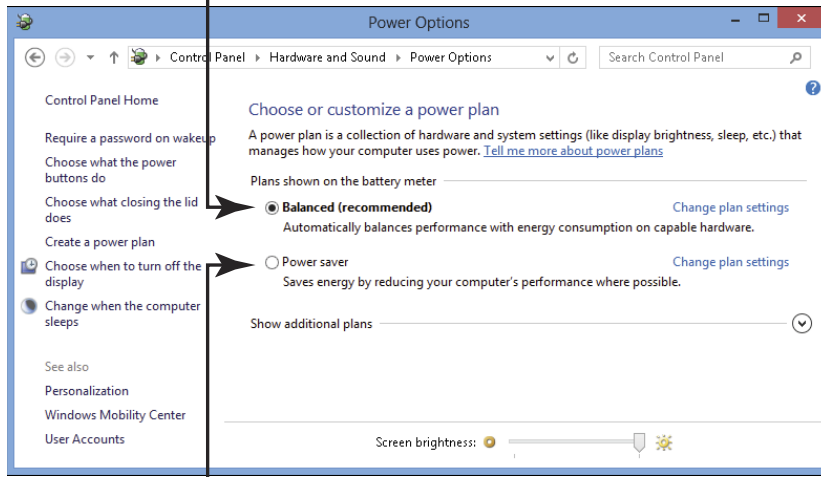 Power Options
Control Panel Hardware and Sound Power Options
Search Control Panel
Control Panel Home
Require a password on wakeup
Choose what the power
buttons do
Choose what closing the lid
does
Create a power plan
Choose when to turn off the
display
Change when the computer
sleeps
See also
Personalization
Windows Mobility Center
User Accounts
Choose or customize a power plan
A power plan is a collection of hardware and system settings (like display brightness, sleep, etc.) that
manages how your computer uses power. Tell me more about power plans
Plans shown on the battery meter
Balanced (recommended) Change plan settings
Automatically balances performance with energy consumption on capable hardware.
Power saver Change plan settings
Saves energy by reducing your computer's performance where possible.
Show additional plans
Screen brightness: